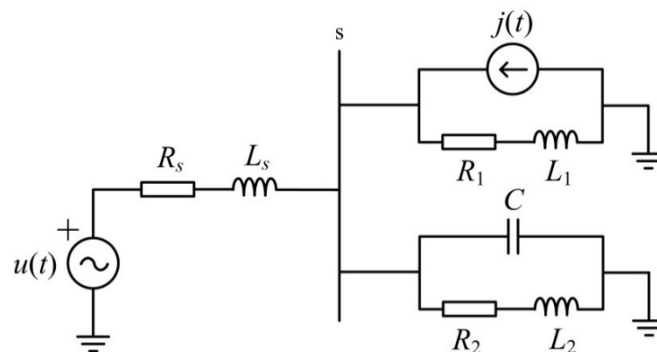 s
j(t)
R₁
L₁
Rₛ
Lₛ
+
u(t)
C
R₂
L₂